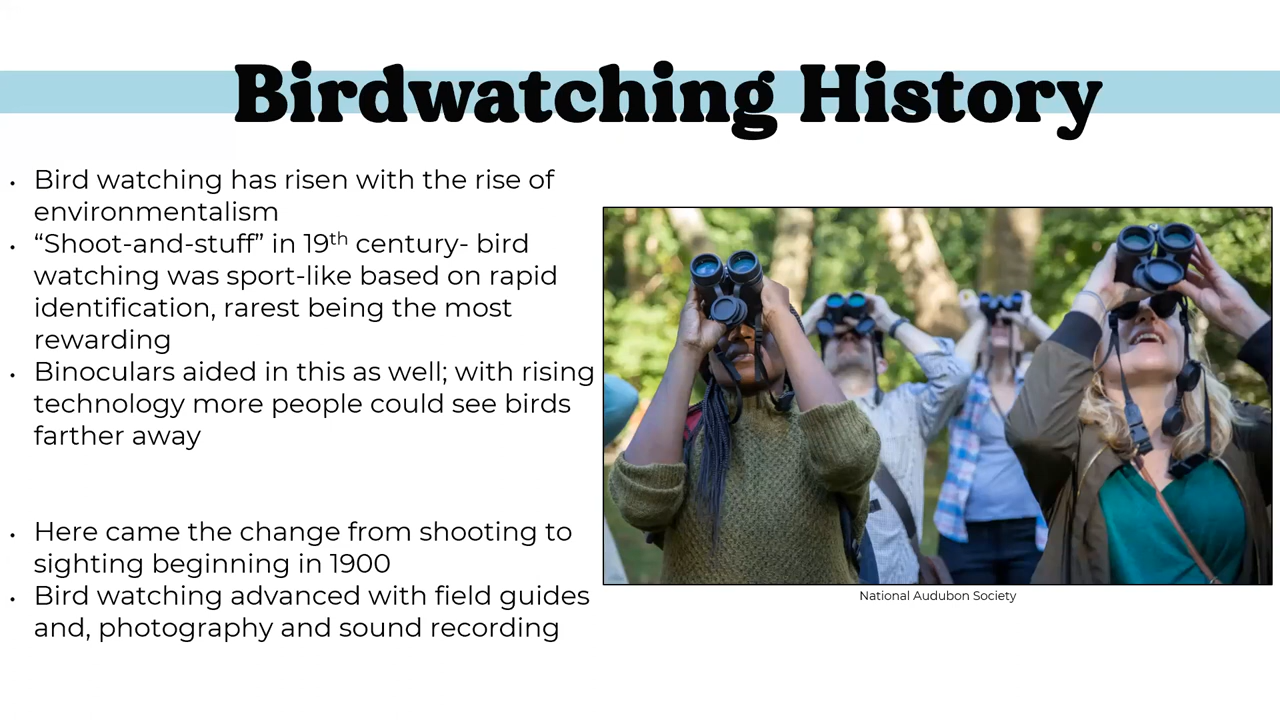 Birdwatching History
• Bird watching has risen with the rise of
environmentalism
• “Shoot-and-stuff” in 19th century- bird
watching was sport-like based on rapid
identification, rarest being the most
rewarding
• Binoculars aided in this as well; with rising
technology more people could see birds
farther away
• Here came the change from shooting to
sighting beginning in 1900
• Bird watching advanced with field guides
and, photography and sound recording
National Audubon Society